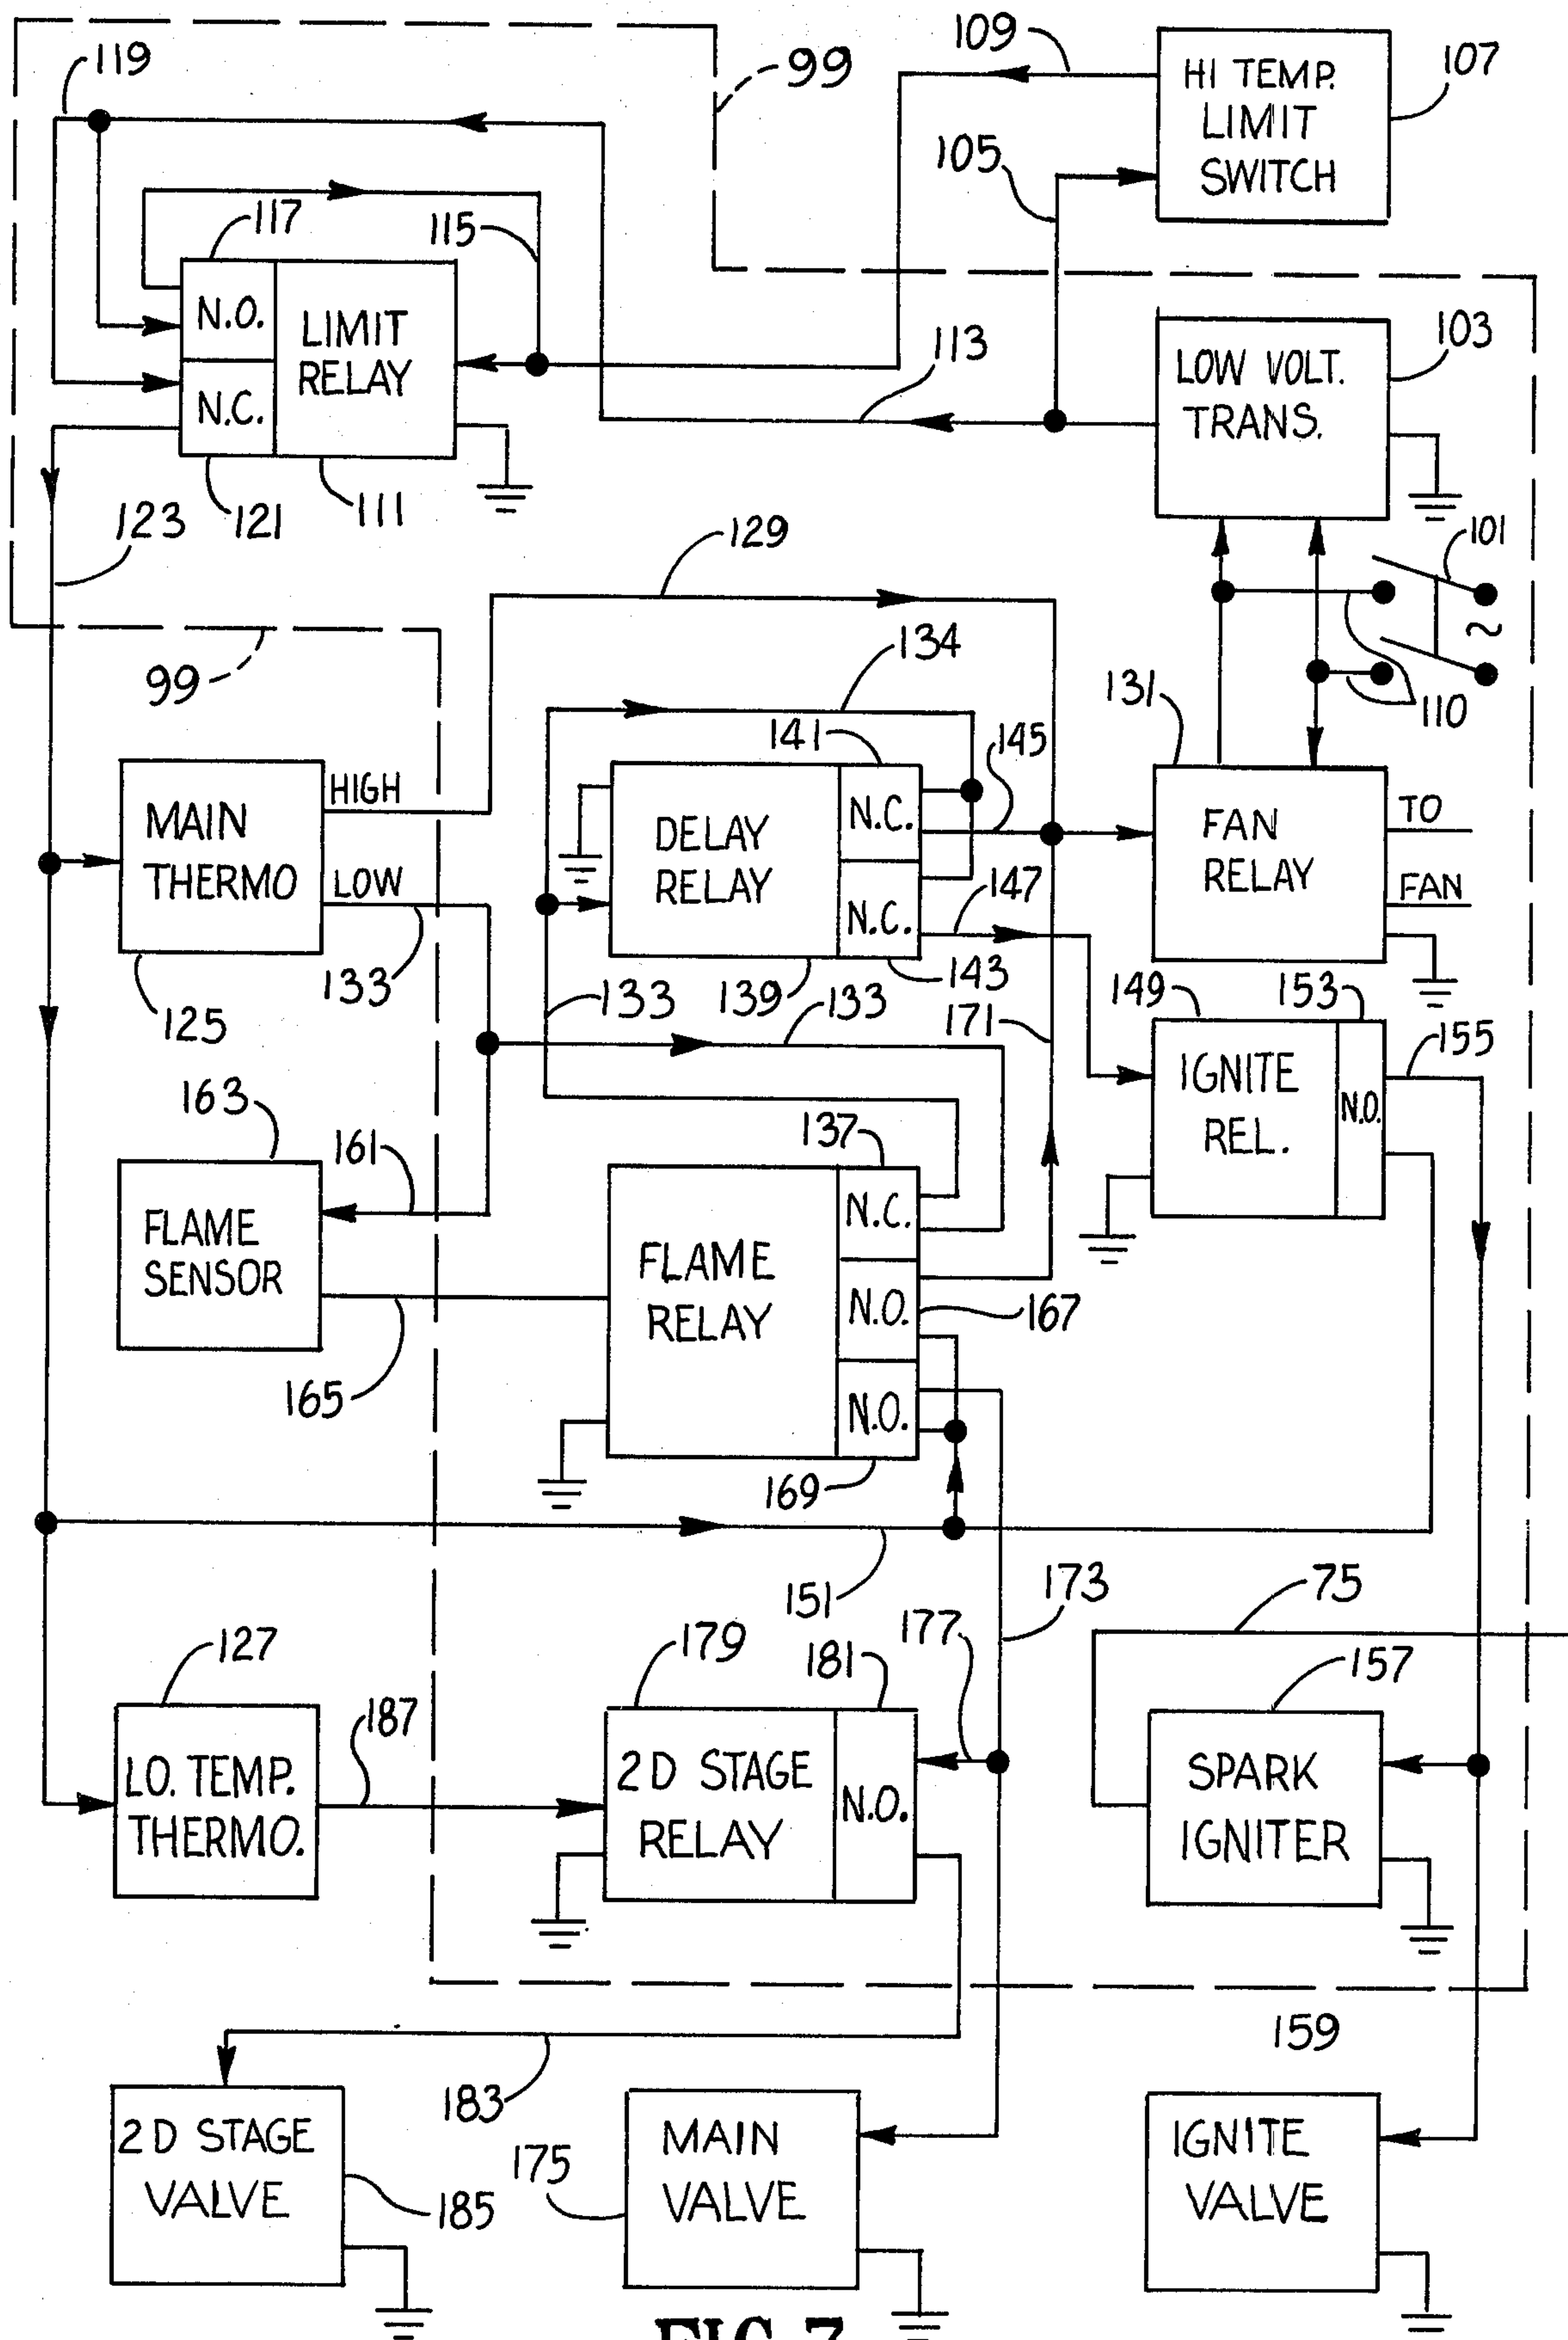 109
HI TEMP.
LIMIT
SWITCH
107
119
99
105
117
115
N.O.
LIMIT
RELAY
N.C.
113
LOW VOLT.
TRANS.
103
121
111
123
129
101
~
110
99
134
131
141
145
MAIN
THERMO
HIGH
LOW
DELAY
RELAY
N.C.
N.C.
147
FAN
RELAY
TO
FAN
125
133
133
139
133
143
171
149
153
155
163
161
137
IGNITE
REL.
N.O.
FLAME
SENSOR
165
FLAME
RELAY
N.C.
N.O.
N.O.
167
169
151
173
75
127
187
179
181
177
157
LO. TEMP.
THERMO.
2D STAGE
RELAY
N.O.
SPARK
IGNITER
159
183
2D STAGE
VALVE
185
175
MAIN
VALVE
IGNITE
VALVE
FIG. 7